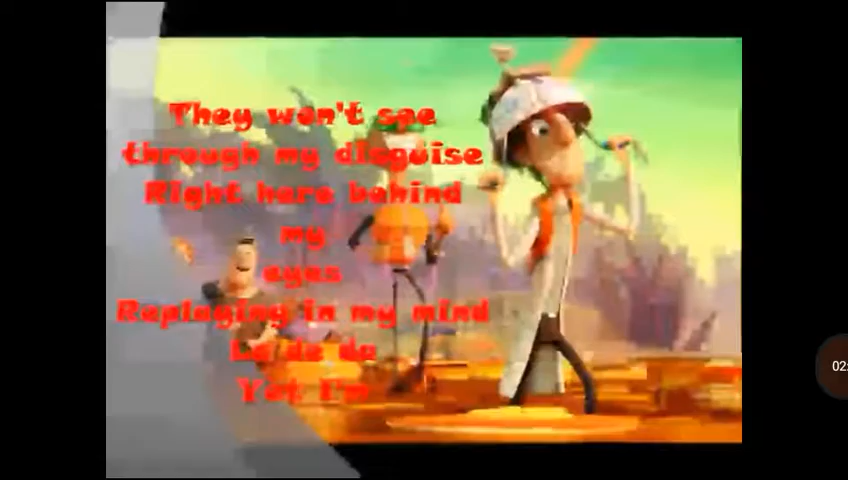 They won't see
through my disguise
Right here behind
my
eyes
Replaying in my mind
La da da
Yet I'm
02: